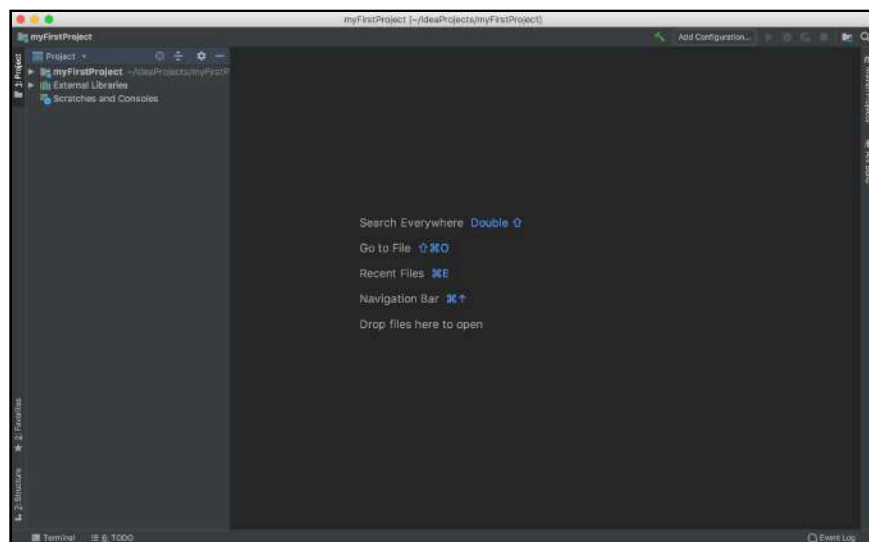 myFirstProject [~/IdeaProjects/myFirstProject]
myFirstProject
Add Configuration...
1: Project
Project
myFirstProject ~/IdeaProjects/myFirstP
External Libraries
Scratches and Consoles
Search Everywhere Double ⇧
Go to File ⇧⌘O
Recent Files ⌘E
Navigation Bar ⌘↑
Drop files here to open
2: Favorites
Z: Structure
Terminal
6: TODO
Event Log